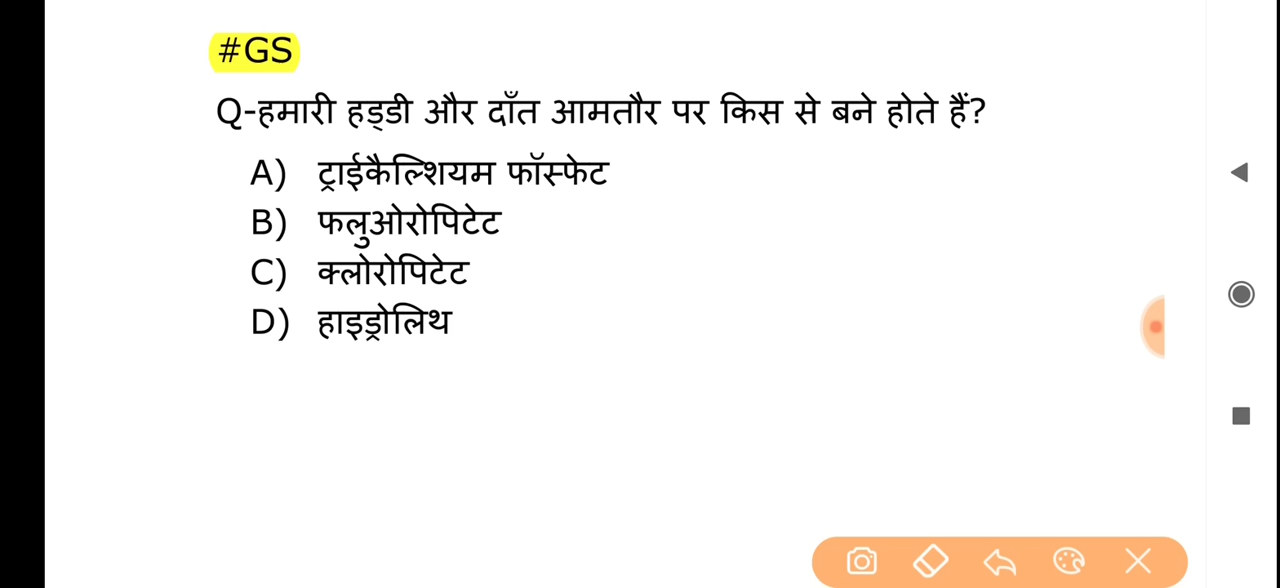 #GS
Q-हमारी हड्डी और दाँत आमतौर पर किस से बने होते हैं?
A) ट्राईकैल्शियम फॉस्फेट
B) फलुओरोपिटेट
C) क्लोरोपिटेट
D) हाइड्रोलिथ